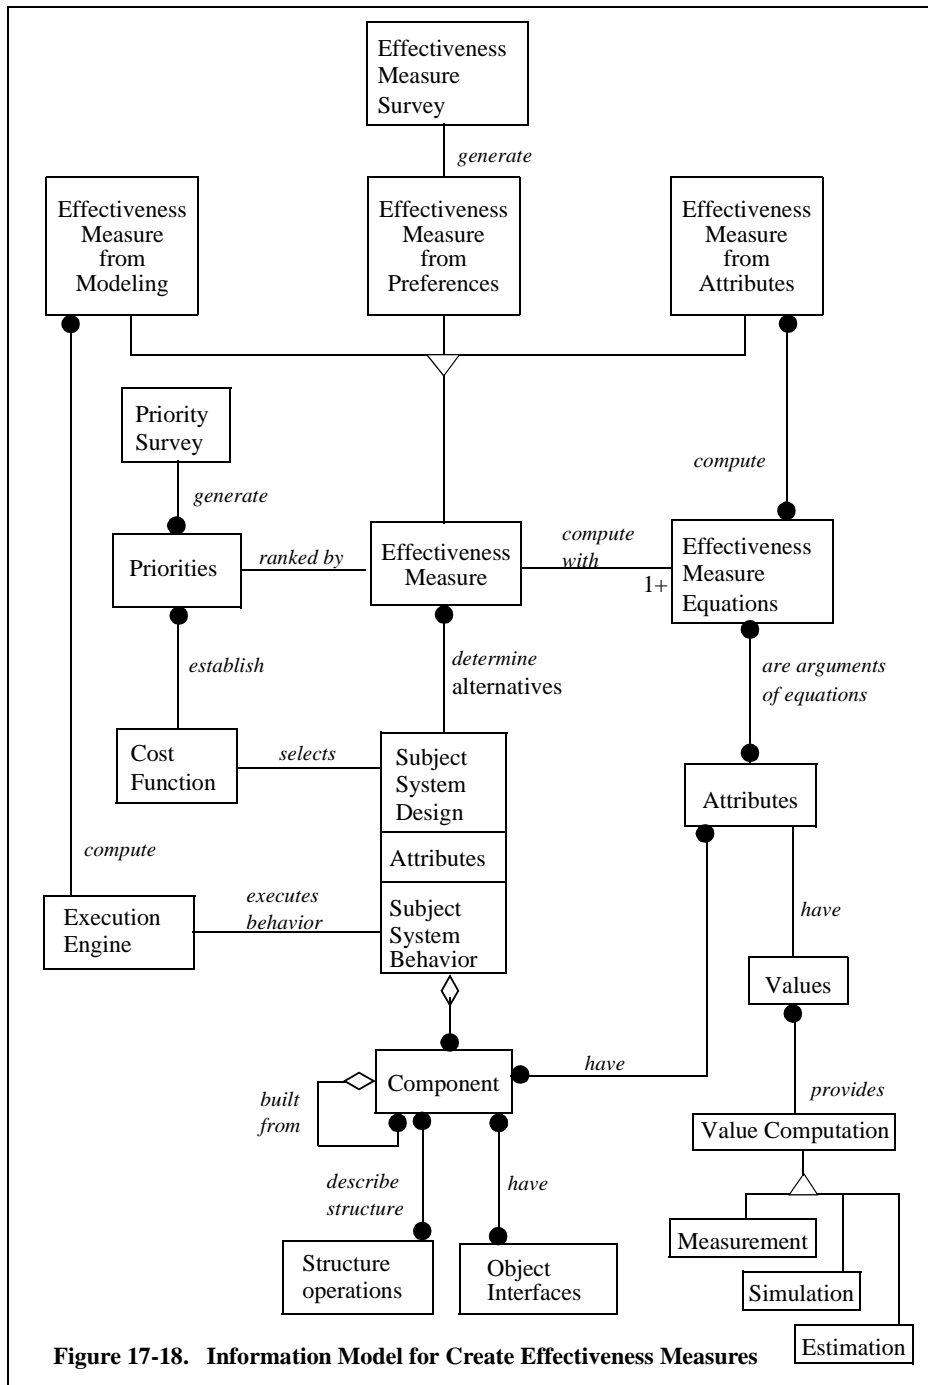 Effectiveness
Measure
Survey
generate
Effectiveness
Measure
from
Modeling
Effectiveness
Measure
from
Preferences
Effectiveness
Measure
from
Attributes
Priority
Survey
generate
compute
Priorities
ranked by
Effectiveness
Measure
compute
with
1+
Effectiveness
Measure
Equations
establish
determine
alternatives
are arguments
of equations
Cost
Function
selects
Subject
System
Design
Attributes
Subject
System
Behavior
Attributes
compute
Execution
Engine
executes
behavior
have
Values
Component
have
built
from
provides
Value Computation
describe
structure
have
Measurement
Structure
operations
Object
Interfaces
Simulation
Estimation
Figure 17-18. Information Model for Create Effectiveness Measures